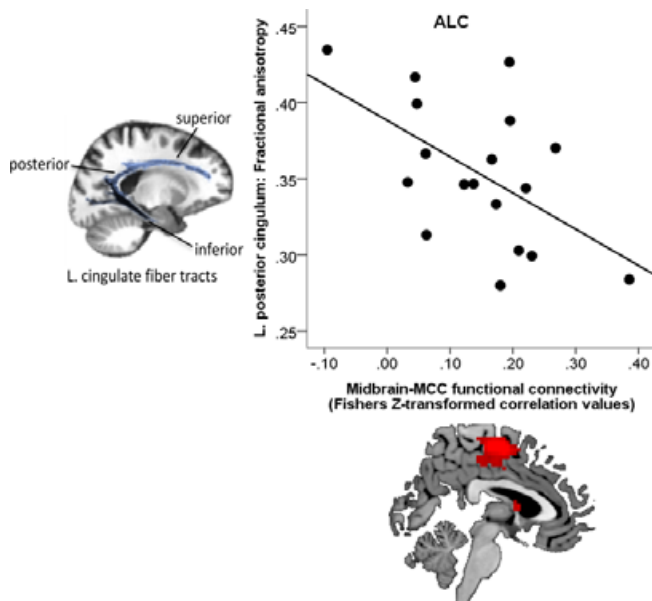 superior
posterior
inferior
L. cingulate fiber tracts
ALC
L. posterior cingulum: Fractional anisotropy
.45
.40
.35
.30
.25
-.10 .00 .10 .20 .30 .40
Midbrain-MCC functional connectivity
(Fishers Z-transformed correlation values)